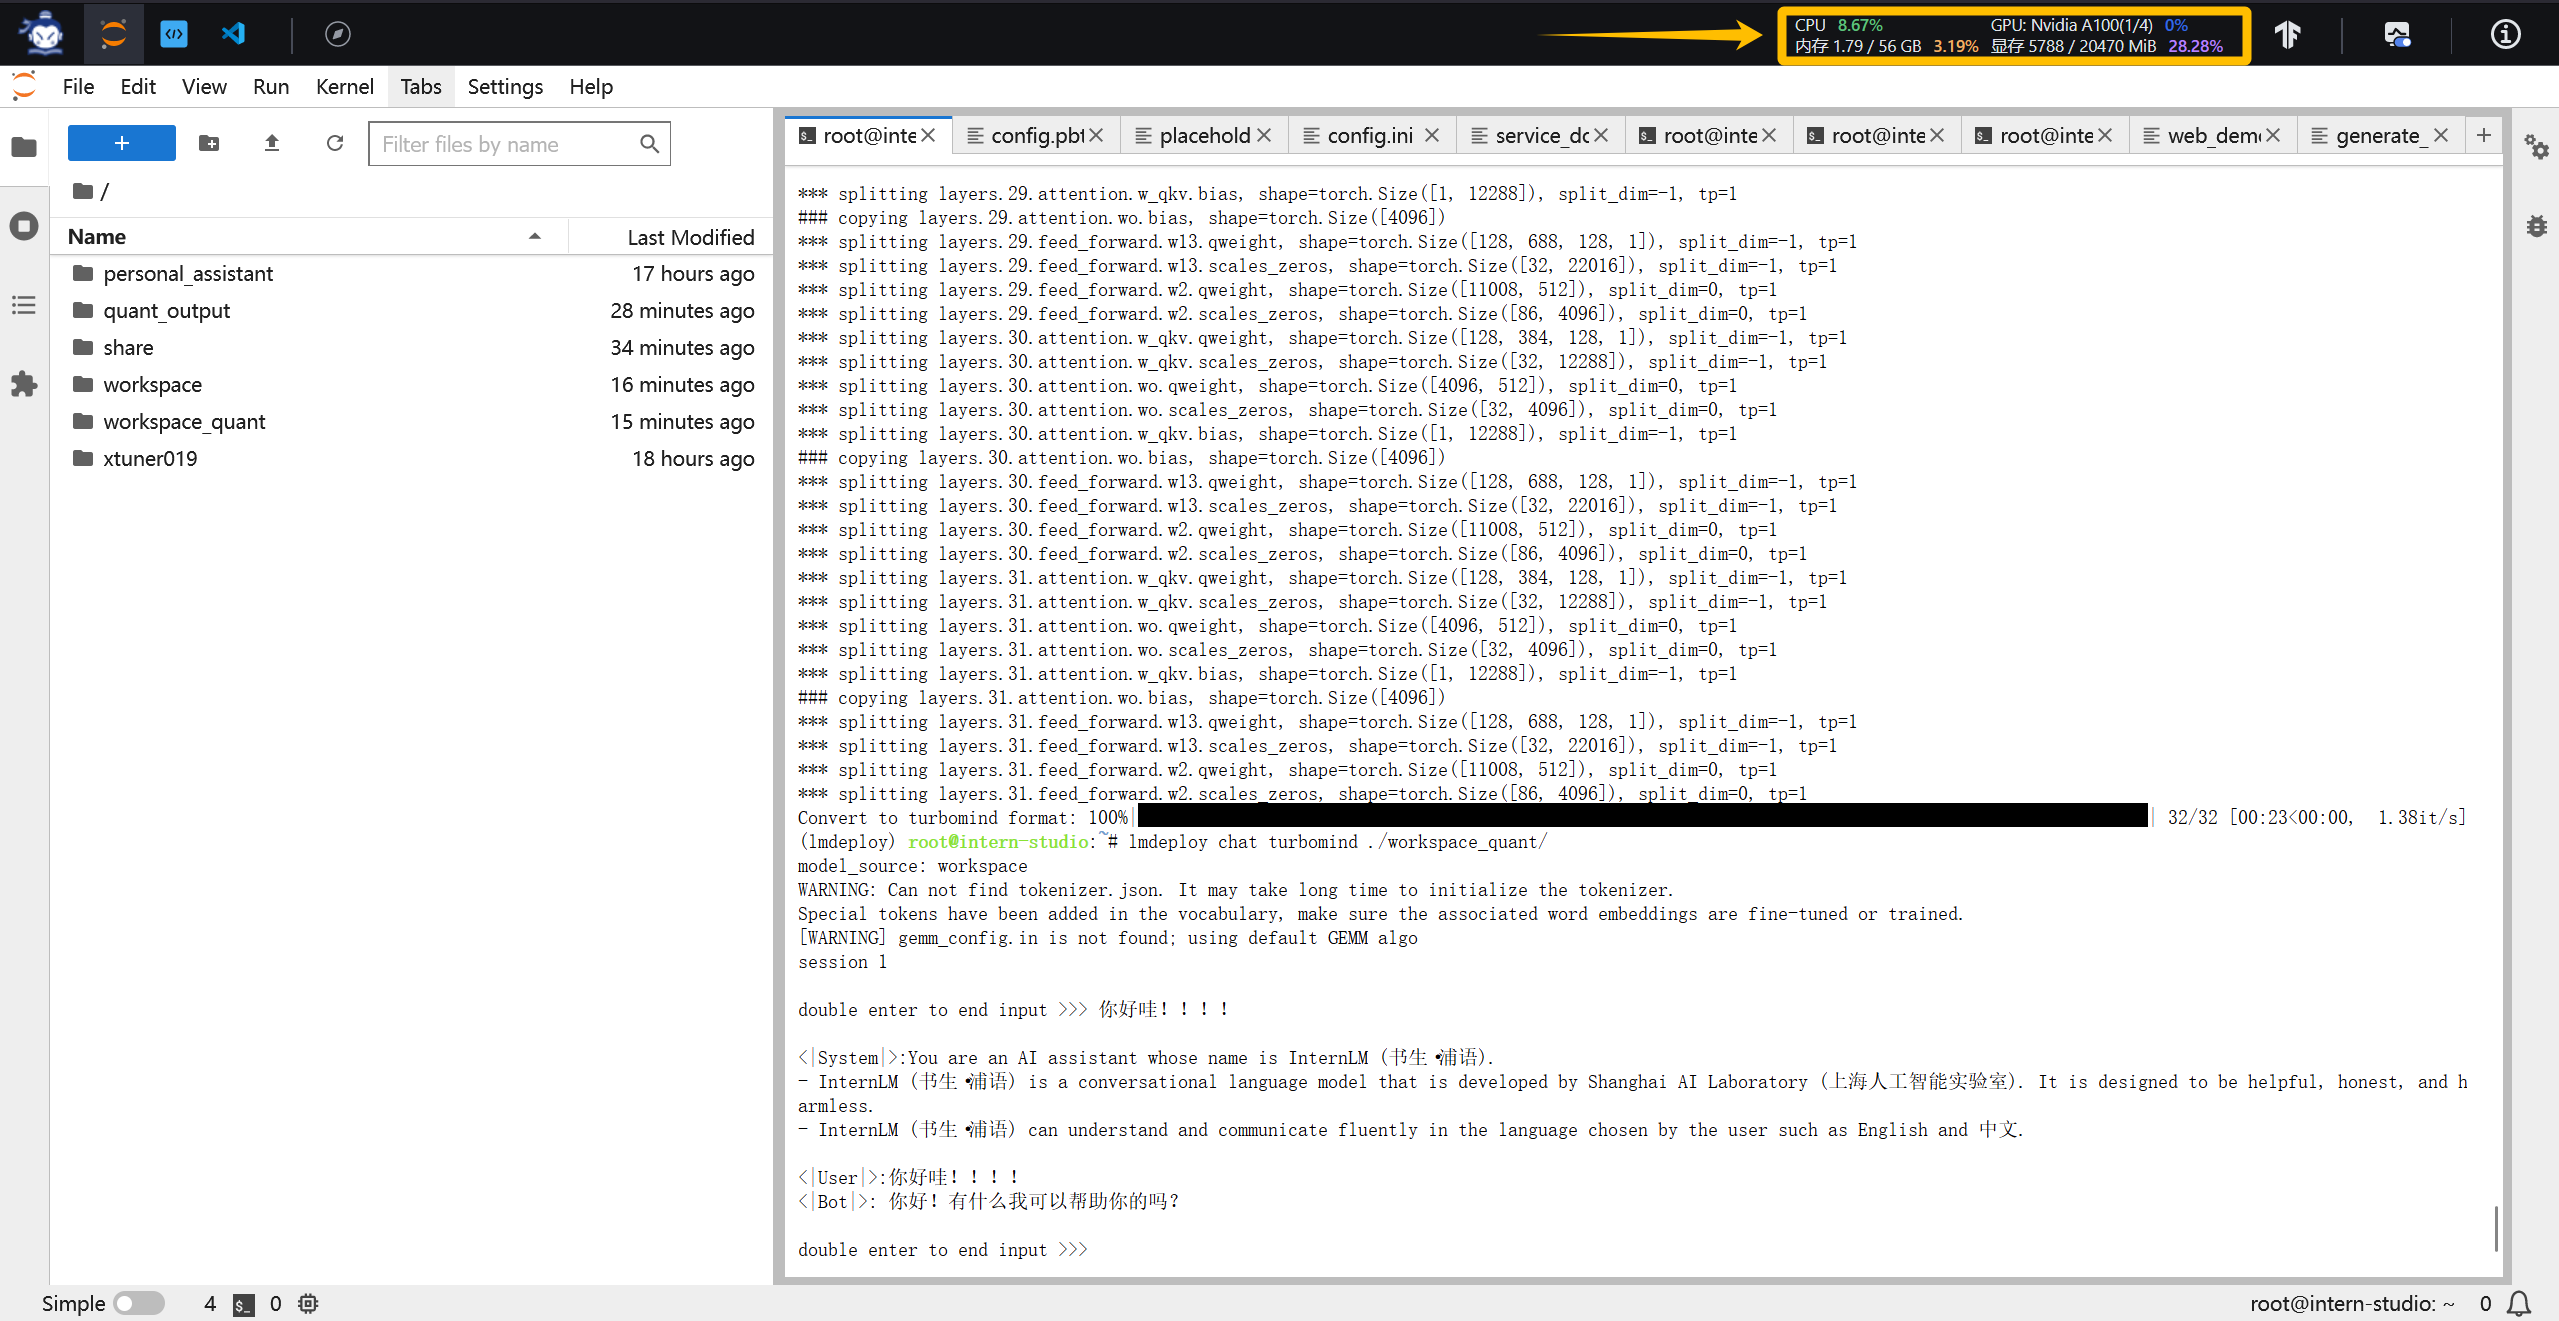 CPU 8.67% GPU: Nvidia A100(1/4) 0%
内存 1.79 / 56 GB 3.19% 显存 5788 / 20470 MiB 28.28%
File Edit View Run Kernel Tabs Settings Help
+ Filter files by name
/
Name Last Modified
personal_assistant 17 hours ago
quant_output 28 minutes ago
share 34 minutes ago
workspace 16 minutes ago
workspace_quant 15 minutes ago
xtuner019 18 hours ago
root@inte config.pbt placehold config.ini service_dc root@inte root@inte root@inte web_dem generate_ +
*** splitting layers.29.attention.w_qkv.bias, shape=torch.Size([1, 12288]), split_dim=-1, tp=1
### copying layers.29.attention.wo.bias, shape=torch.Size([4096])
*** splitting layers.29.feed_forward.w13.qweight, shape=torch.Size([128, 688, 128, 1]), split_dim=-1, tp=1
*** splitting layers.29.feed_forward.w13.scales_zeros, shape=torch.Size([32, 22016]), split_dim=-1, tp=1
*** splitting layers.29.feed_forward.w2.qweight, shape=torch.Size([11008, 512]), split_dim=0, tp=1
*** splitting layers.29.feed_forward.w2.scales_zeros, shape=torch.Size([86, 4096]), split_dim=0, tp=1
*** splitting layers.30.attention.w_qkv.qweight, shape=torch.Size([128, 384, 128, 1]), split_dim=-1, tp=1
*** splitting layers.30.attention.w_qkv.scales_zeros, shape=torch.Size([32, 12288]), split_dim=-1, tp=1
*** splitting layers.30.attention.wo.qweight, shape=torch.Size([4096, 512]), split_dim=0, tp=1
*** splitting layers.30.attention.wo.scales_zeros, shape=torch.Size([32, 4096]), split_dim=0, tp=1
*** splitting layers.30.attention.w_qkv.bias, shape=torch.Size([1, 12288]), split_dim=-1, tp=1
### copying layers.30.attention.wo.bias, shape=torch.Size([4096])
*** splitting layers.30.feed_forward.w13.qweight, shape=torch.Size([128, 688, 128, 1]), split_dim=-1, tp=1
*** splitting layers.30.feed_forward.w13.scales_zeros, shape=torch.Size([32, 22016]), split_dim=-1, tp=1
*** splitting layers.30.feed_forward.w2.qweight, shape=torch.Size([11008, 512]), split_dim=0, tp=1
*** splitting layers.30.feed_forward.w2.scales_zeros, shape=torch.Size([86, 4096]), split_dim=0, tp=1
*** splitting layers.31.attention.w_qkv.qweight, shape=torch.Size([128, 384, 128, 1]), split_dim=-1, tp=1
*** splitting layers.31.attention.w_qkv.scales_zeros, shape=torch.Size([32, 12288]), split_dim=-1, tp=1
*** splitting layers.31.attention.wo.qweight, shape=torch.Size([4096, 512]), split_dim=0, tp=1
*** splitting layers.31.attention.wo.scales_zeros, shape=torch.Size([32, 4096]), split_dim=0, tp=1
*** splitting layers.31.attention.w_qkv.bias, shape=torch.Size([1, 12288]), split_dim=-1, tp=1
### copying layers.31.attention.wo.bias, shape=torch.Size([4096])
*** splitting layers.31.feed_forward.w13.qweight, shape=torch.Size([128, 688, 128, 1]), split_dim=-1, tp=1
*** splitting layers.31.feed_forward.w13.scales_zeros, shape=torch.Size([32, 22016]), split_dim=-1, tp=1
*** splitting layers.31.feed_forward.w2.qweight, shape=torch.Size([11008, 512]), split_dim=0, tp=1
*** splitting layers.31.feed_forward.w2.scales_zeros, shape=torch.Size([86, 4096]), split_dim=0, tp=1
Convert to turbomind format: 100%| | 32/32 [00:23<00:00, 1.38it/s]
(lmdeploy) root@intern-studio:~# lmdeploy chat turbomind ./workspace_quant/
model_source: workspace
WARNING: Can not find tokenizer.json. It may take long time to initialize the tokenizer.
Special tokens have been added in the vocabulary, make sure the associated word embeddings are fine-tuned or trained.
[WARNING] gemm_config.in is not found; using default GEMM algo
session 1
double enter to end input >>> 你好哇！！！！
<|System|>:You are an AI assistant whose name is InternLM (书生·浦语).
- InternLM (书生·浦语) is a conversational language model that is developed by Shanghai AI Laboratory (上海人工智能实验室). It is designed to be helpful, honest, and h
armless.
- InternLM (书生·浦语) can understand and communicate fluently in the language chosen by the user such as English and 中文.
<|User|>:你好哇！！！！
<|Bot|>: 你好！有什么我可以帮助你的吗？
double enter to end input >>>
Simple 4 0 root@intern-studio: ~ 0